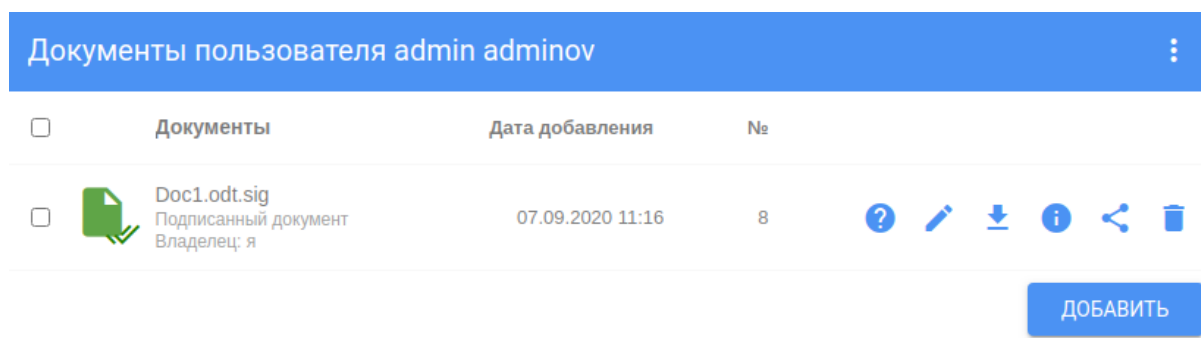 Документы пользователя admin adminov
Документы Дата добавления №
Doc1.odt.sig
Подписанный документ 07.09.2020 11:16 8
Владелец: я
ДОБАВИТЬ